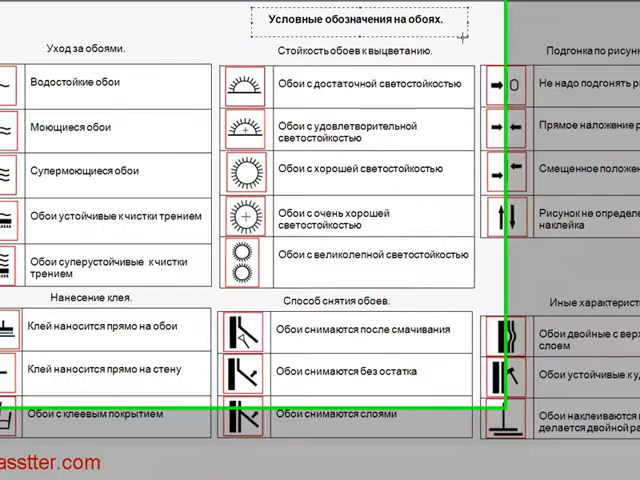 Условные обозначения на обоях.
Уход за обоями.
Водостойкие обои
Моющиеся обои
Супермоющиеся обои
Обои устойчивые к чистки трением
Обои суперустойчивые к чистки
трением
Стойкость обоев к выцветанию.
Обои с достаточной светостойкостью
Обои с удовлетворительной
светостойкостью
Обои с хорошей светостойкостью
Обои с очень хорошей
светостойкостью
Обои с великолепной светостойкостью
Подгонка по рисунк
Не надо подгонять р
Прямое наложение р
Смещенное положен
Рисунок не определе
наклейка
Нанесение клея.
Клей наносится прямо на обои
Клей наносится прямо на стену
Обои с клеевым покрытием
Способ снятия обоев.
Обои снимаются после смачивания
Обои снимаются без остатка
Обои снимаются слоями
Иные характерист
Обои двойные с верх
слоем
Обои устойчивые к у
Обои наклеиваются
делается двойной ра
asstter.com